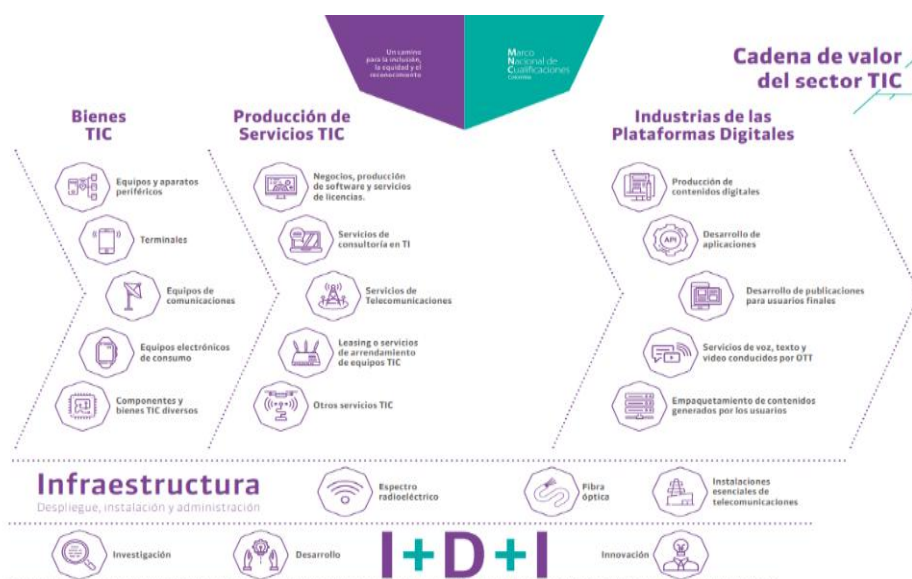 Un camino
para la inclusión,
la equidad y el
reconocimiento
Marco
Nacional de
Cualificaciones
Colombia
Cadena de valor
del sector TIC
Bienes
TIC
Equipos y aparatos
periféricos
Terminales
Equipos de
comunicaciones
Equipos electrónicos
de consumo
Componentes y
bienes TIC diversos
Producción de
Servicios TIC
Negocios, producción
de software y servicios
de licencias.
Servicios de
consultoría en TI
Servicios de
Telecomunicaciones
Leasing o servicios
de arrendamiento
de equipos TIC
Otros servicios TIC
Industrias de las
Plataformas Digitales
Producción de
contenidos digitales
API
Desarrollo de
aplicaciones
Desarrollo de publicaciones
para usuarios finales
Servicios de voz, texto y
video conducidos por OTT
Empaquetamiento de contenidos
generados por los usuarios
Infraestructura
Despliegue, instalación y administración
Espectro
radioeléctrico
Fibra
óptica
Instalaciones
esenciales de
telecomunicaciones
Investigación
Desarrollo
I+D+I
Innovación